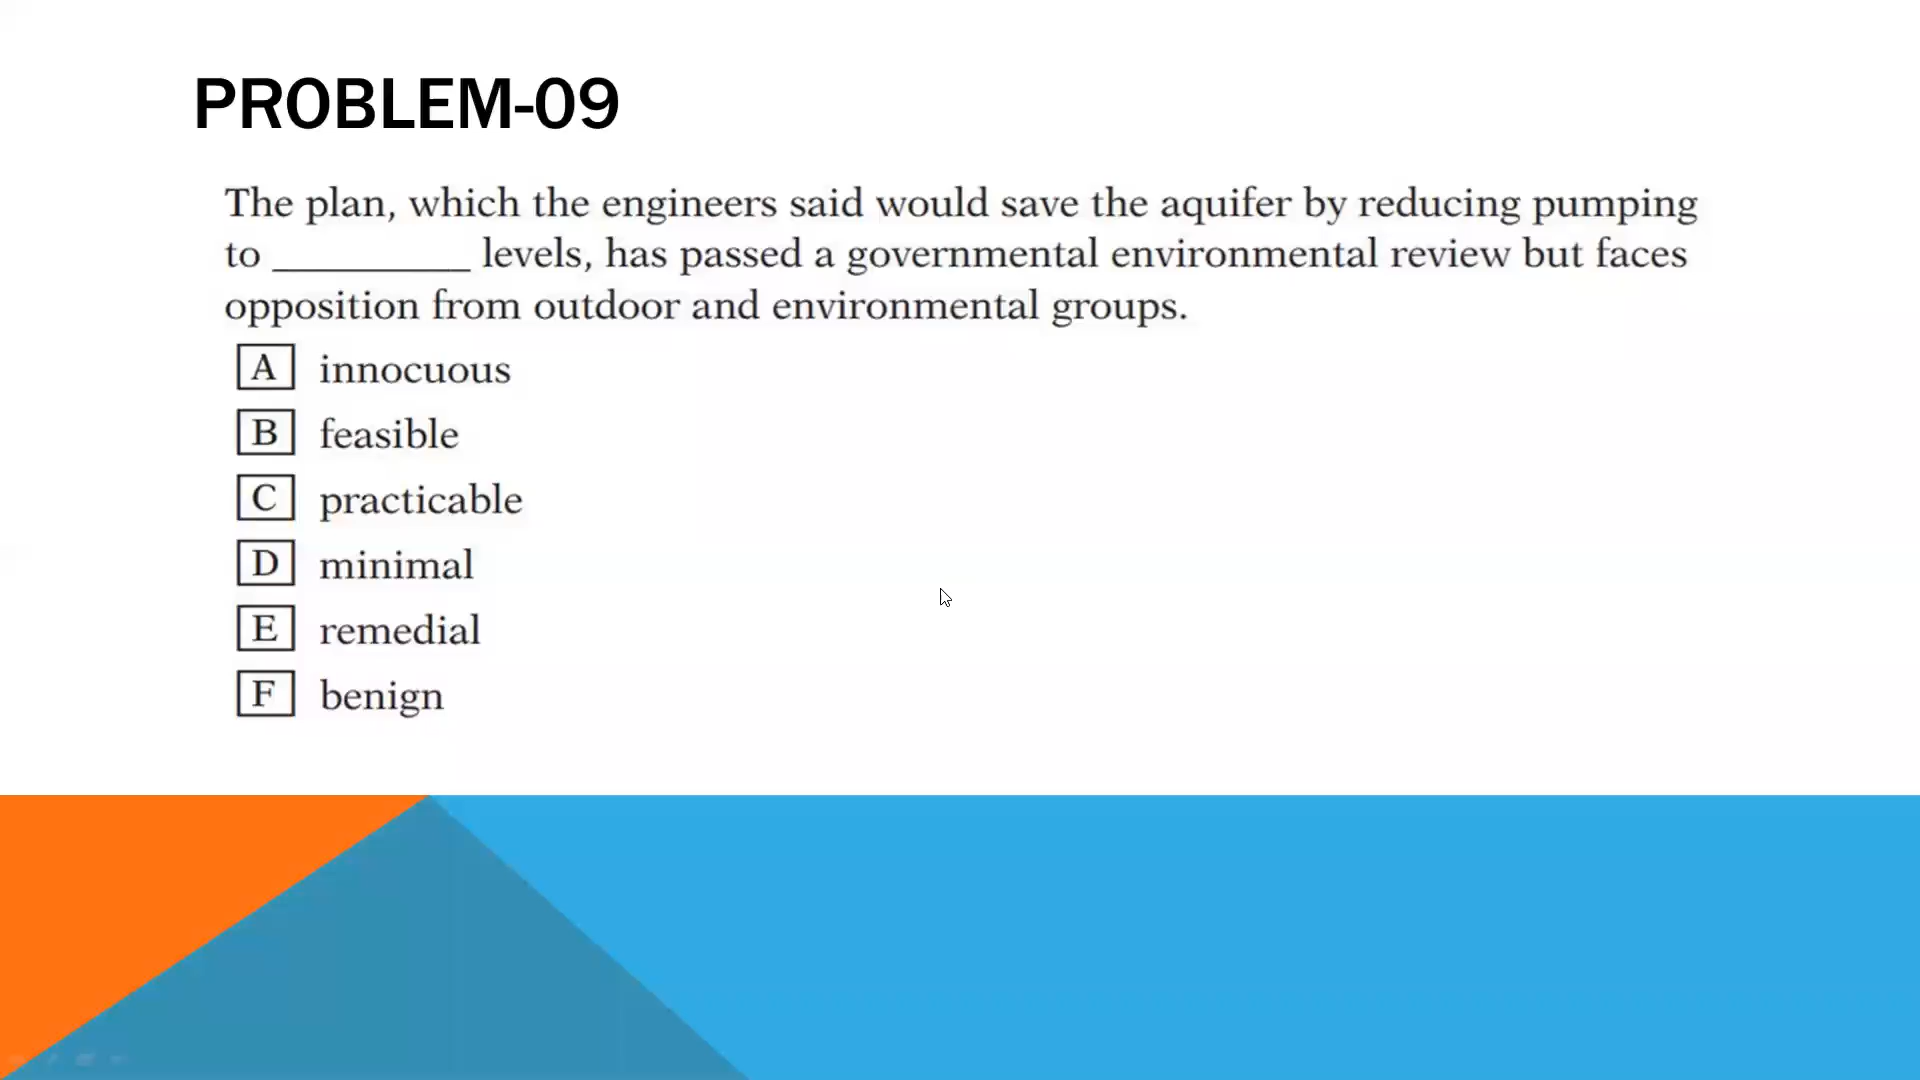 PROBLEM-09
The plan, which the engineers said would save the aquifer by reducing pumping
to __________ levels, has passed a governmental environmental review but faces
opposition from outdoor and environmental groups.
A innocuous
B feasible
C practicable
D minimal
E remedial
F benign